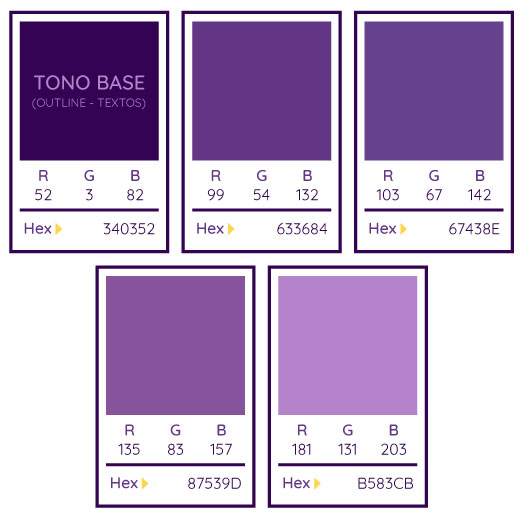 TONO BASE
(OUTLINE - TEXTOS)
R G B
52 3 82
Hex 340352
R G B
99 54 132
Hex 633684
R G B
103 67 142
Hex 67438E
R G B
135 83 157
Hex 87539D
R G B
181 131 203
Hex B583CB